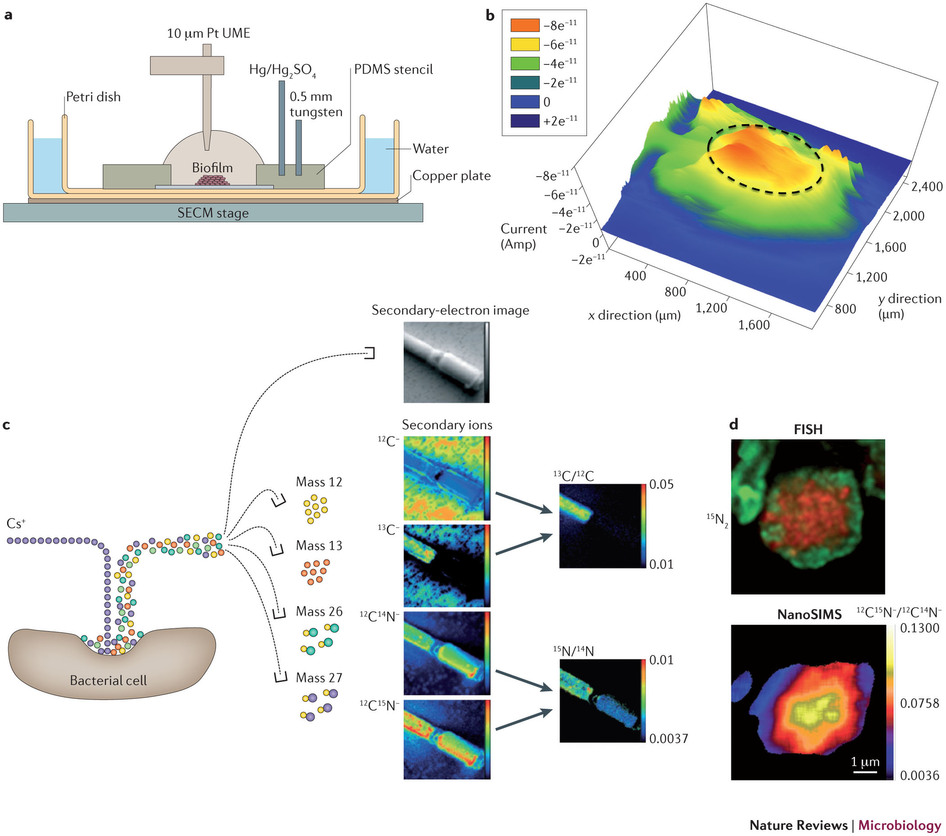 a
10 μm Pt UME
Hg/Hg₂SO₄
PDMS stencil
0.5 mm
tungsten
Petri dish
Water
Biofilm
Copper plate
SECM stage
b
−8e⁻¹¹
−6e⁻¹¹
−4e⁻¹¹
−2e⁻¹¹
0
+2e⁻¹¹
−8e⁻¹¹
−6e⁻¹¹
−4e⁻¹¹
−2e⁻¹¹
0
−2e⁻¹¹
Current
(Amp)
400
800
1,200
1,600
x direction (μm)
2,400
2,000
1,600
1,200
800
y direction
(μm)
c
Secondary-electron image
Secondary ions
Cs⁺
Bacterial cell
Mass 12
Mass 13
Mass 26
Mass 27
¹²C⁻
¹³C⁻
¹²C¹⁴N⁻
¹²C¹⁵N⁻
¹³C/¹²C
0.05
0.01
¹⁵N/¹⁴N
0.01
0.0037
d
FISH
¹⁵N₂
NanoSIMS
¹²C¹⁵N⁻/¹²C¹⁴N⁻
0.1300
0.0758
0.0036
1 μm
Nature Reviews | Microbiology